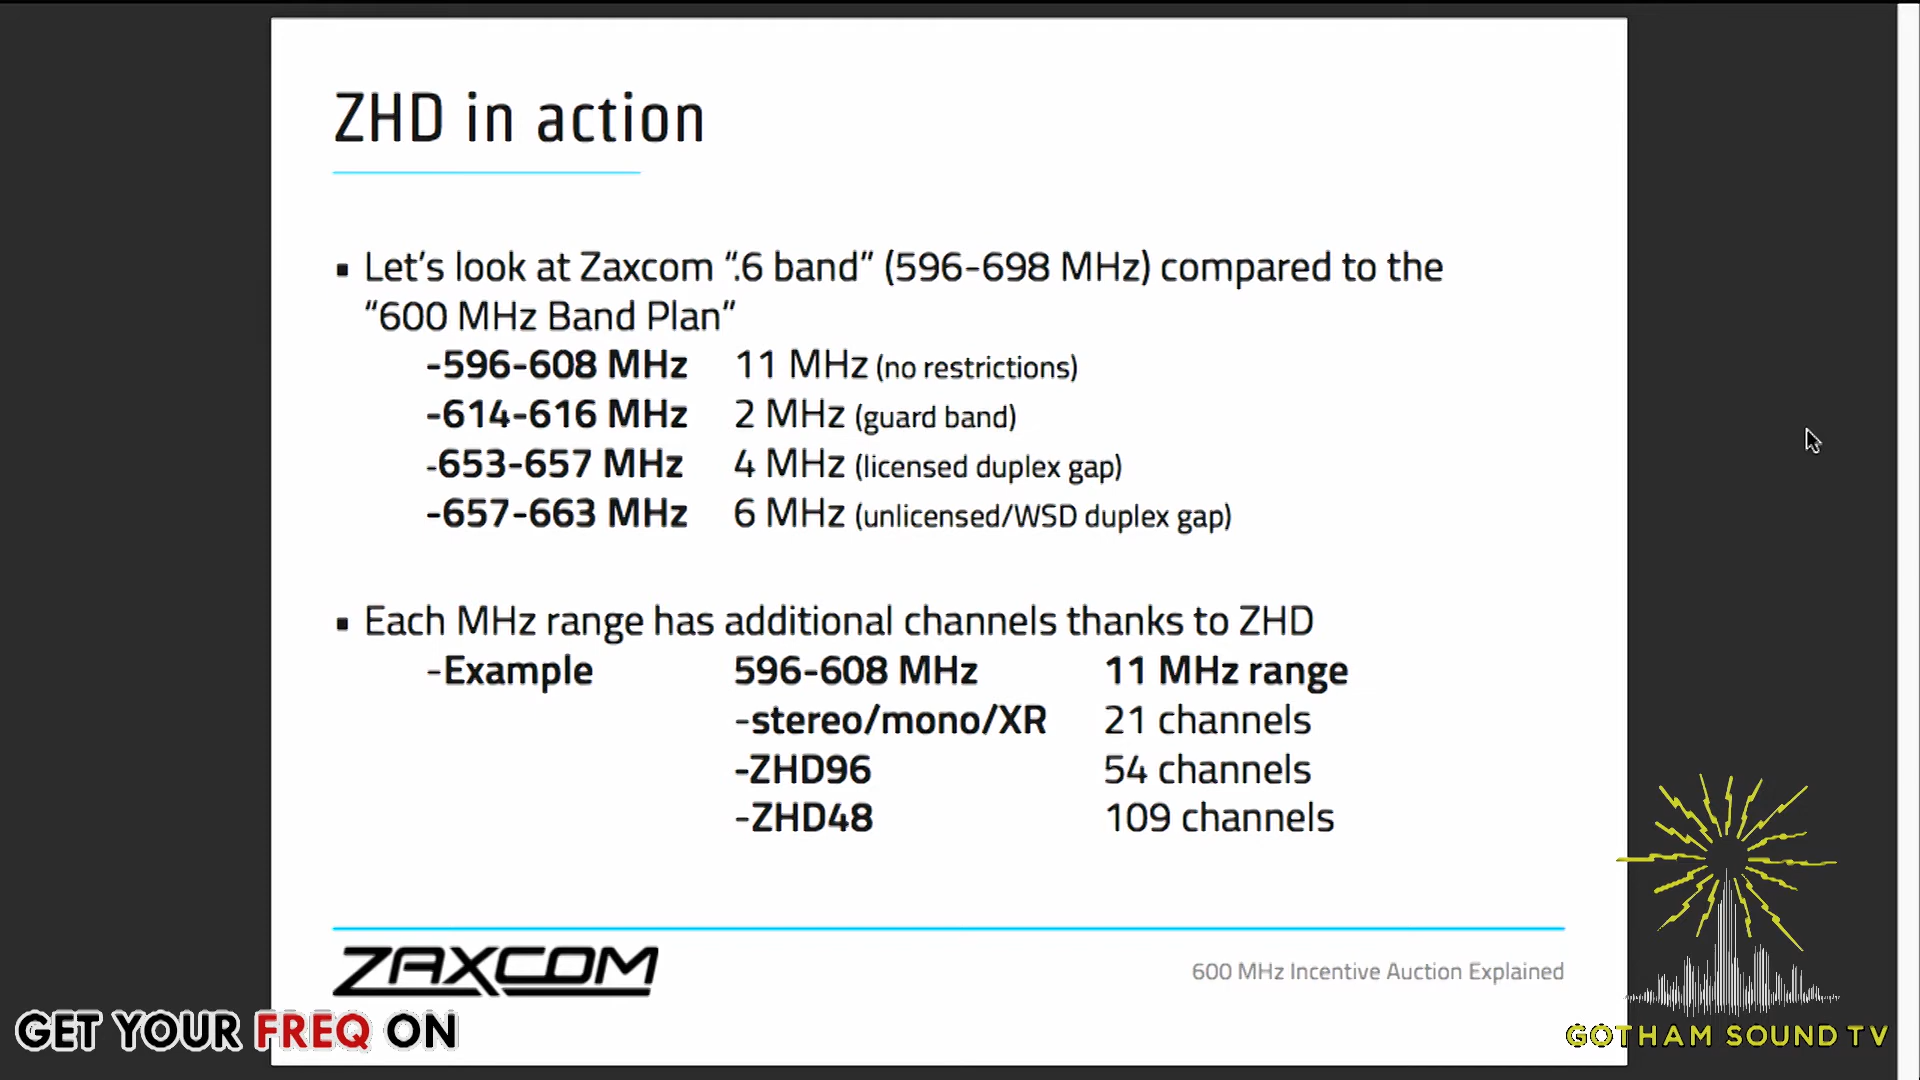 ZHD in action
▪ Let's look at Zaxcom ".6 band" (596-698 MHz) compared to the
"600 MHz Band Plan"
-596-608 MHz 11 MHz (no restrictions)
-614-616 MHz 2 MHz (guard band)
-653-657 MHz 4 MHz (licensed duplex gap)
-657-663 MHz 6 MHz (unlicensed/WSD duplex gap)
▪ Each MHz range has additional channels thanks to ZHD
-Example 596-608 MHz 11 MHz range
-stereo/mono/XR 21 channels
-ZHD96 54 channels
-ZHD48 109 channels
ZAXCOM
600 MHz Incentive Auction Explained
GET YOUR FREQ ON
GOTHAM SOUND TV